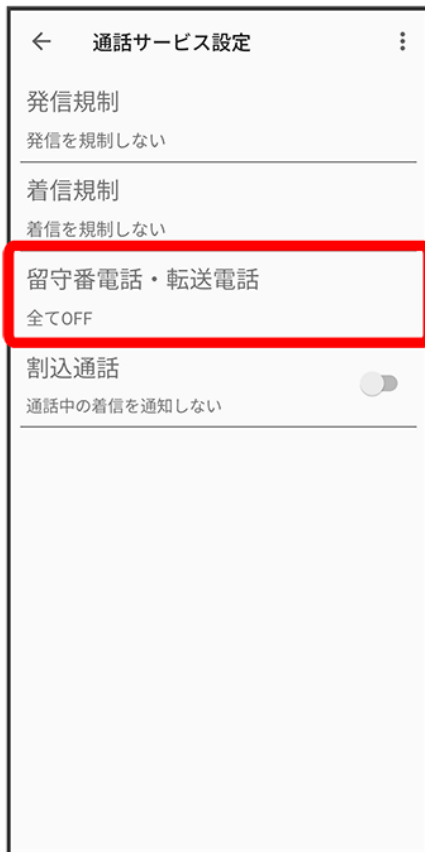 通話サービス設定
発信規制
発信を規制しない
着信規制
着信を規制しない
留守番電話・転送電話
全てOFF
割込通話
通話中の着信を通知しない